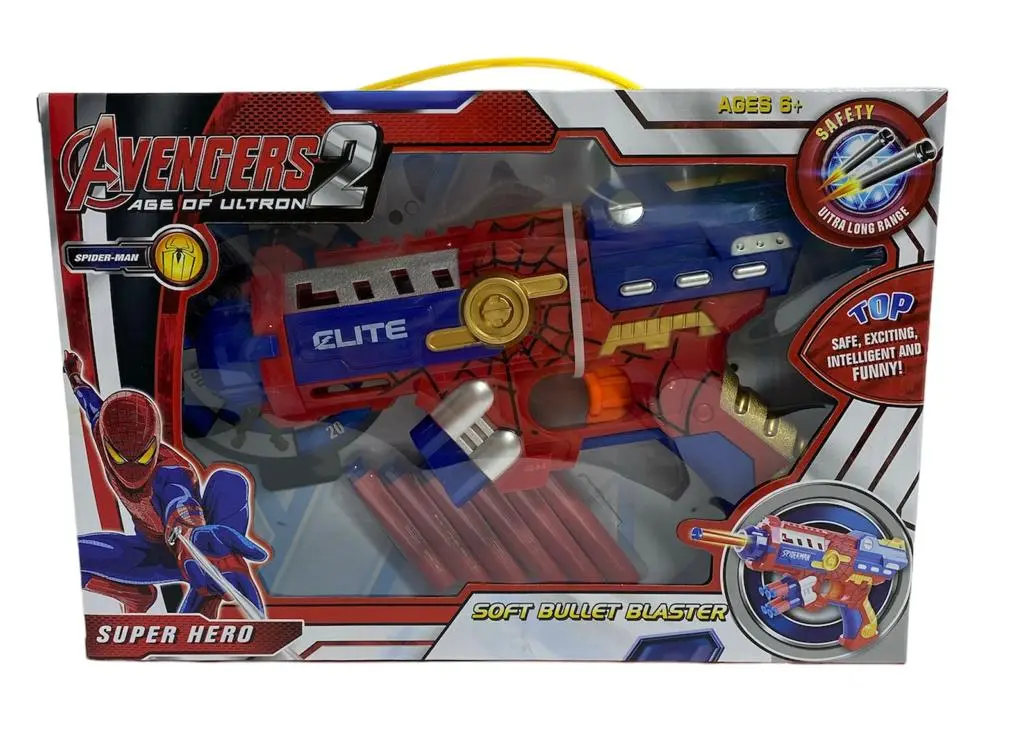 AGES 6+
AVENGERS 2
AGE OF ULTRON
SAFETY
ULTRA LONG RANGE
SPIDER-MAN
ELITE
TOP
SAFE, EXCITING,
INTELLIGENT AND
FUNNY!
20
SPIDERMAN
SOFT BULLET BLASTER
SUPER HERO